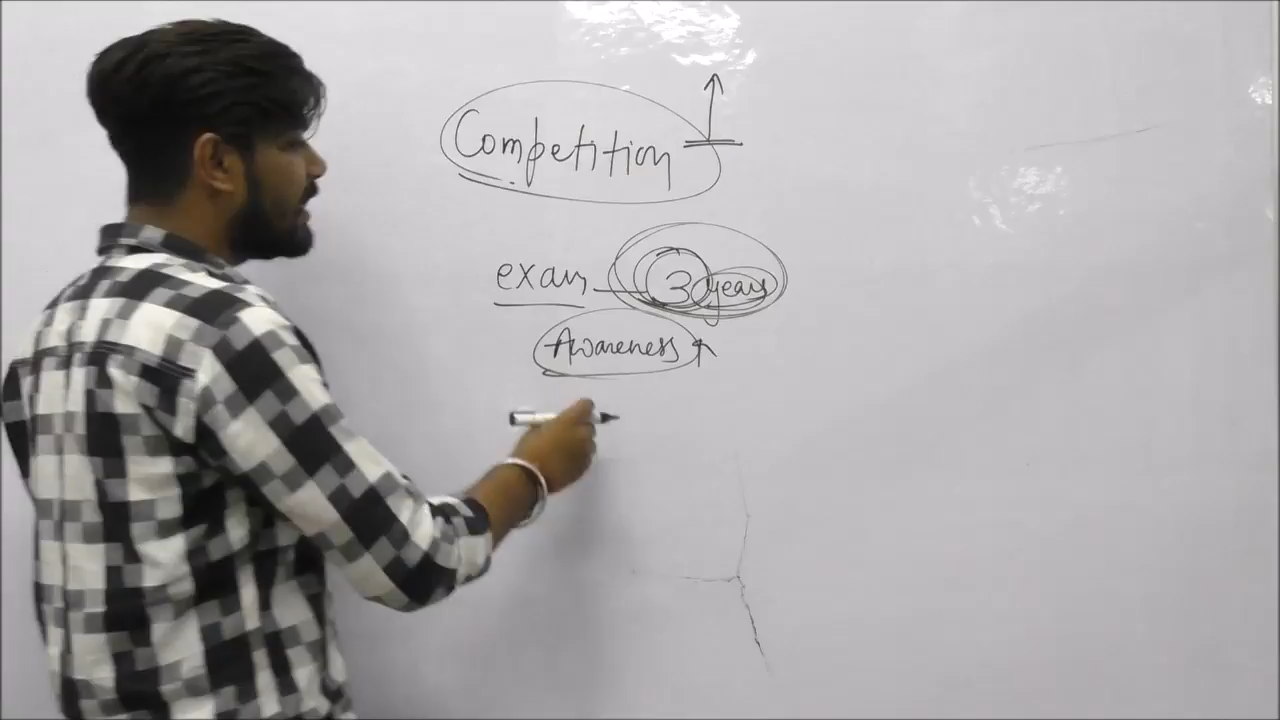 Competition ↑
exam — 3 years
Awareness ↑